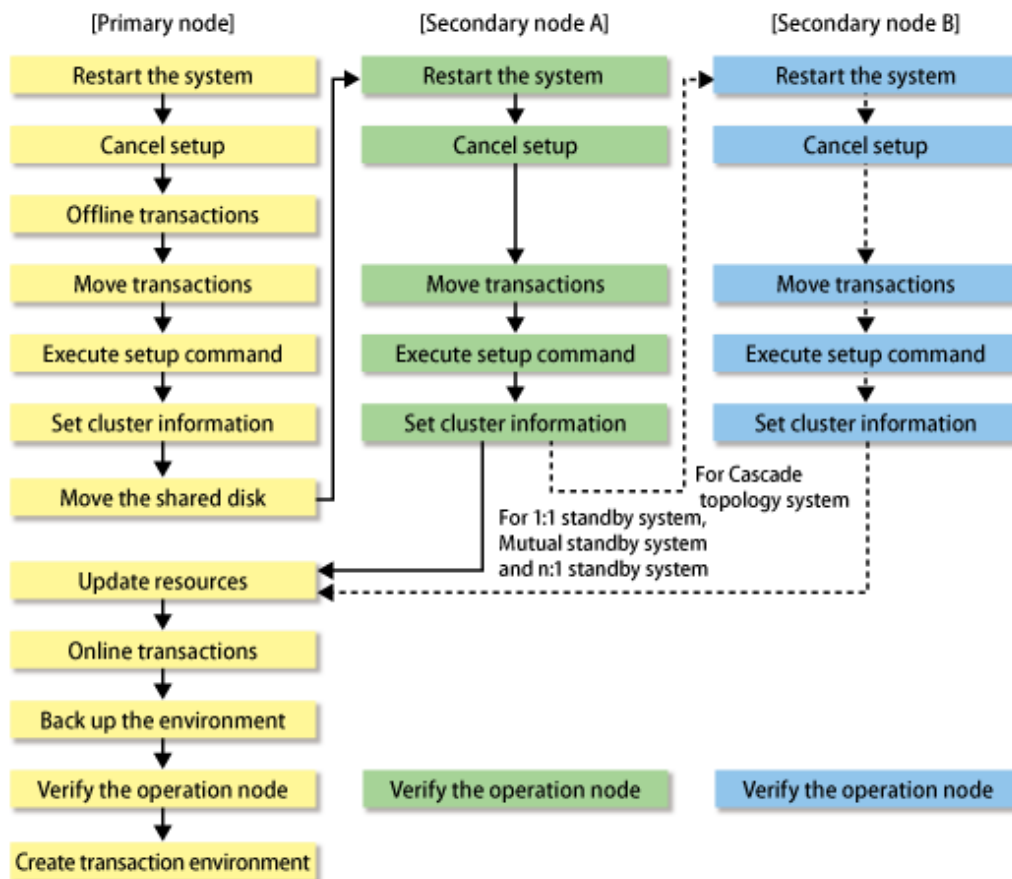 [Primary node]
[Secondary node A]
[Secondary node B]
Restart the system
Restart the system
Restart the system
Cancel setup
Cancel setup
Cancel setup
Offline transactions
Move transactions
Move transactions
Move transactions
Execute setup command
Execute setup command
Execute setup command
Set cluster information
Set cluster information
Set cluster information
Move the shared disk
For Cascade
topology system
For 1:1 standby system,
Mutual standby system
and n:1 standby system
Update resources
Online transactions
Back up the environment
Verify the operation node
Verify the operation node
Verify the operation node
Create transaction environment